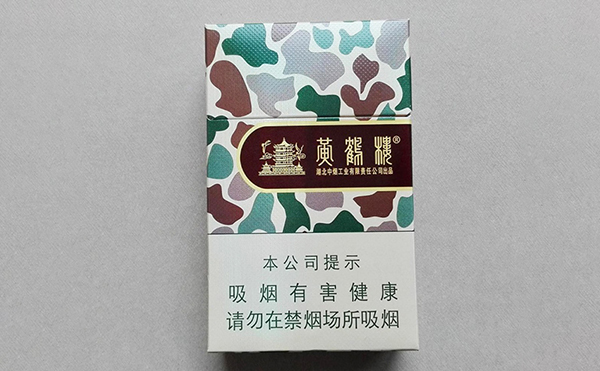 黄鹤楼®
湖北中烟工业有限责任公司出品
本公司提示
吸烟有害健康
请勿在禁烟场所吸烟